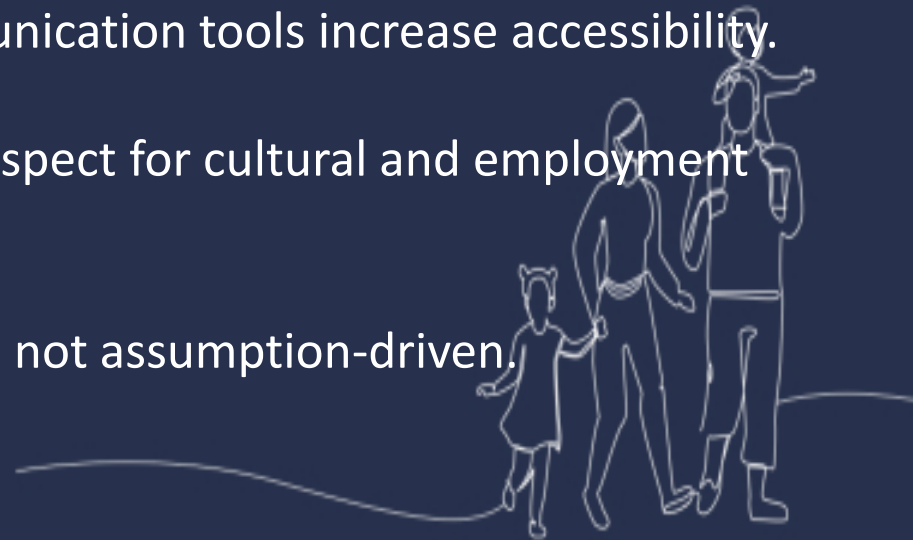 unication tools increase accessibility.
spect for cultural and employment
not assumption-driven.